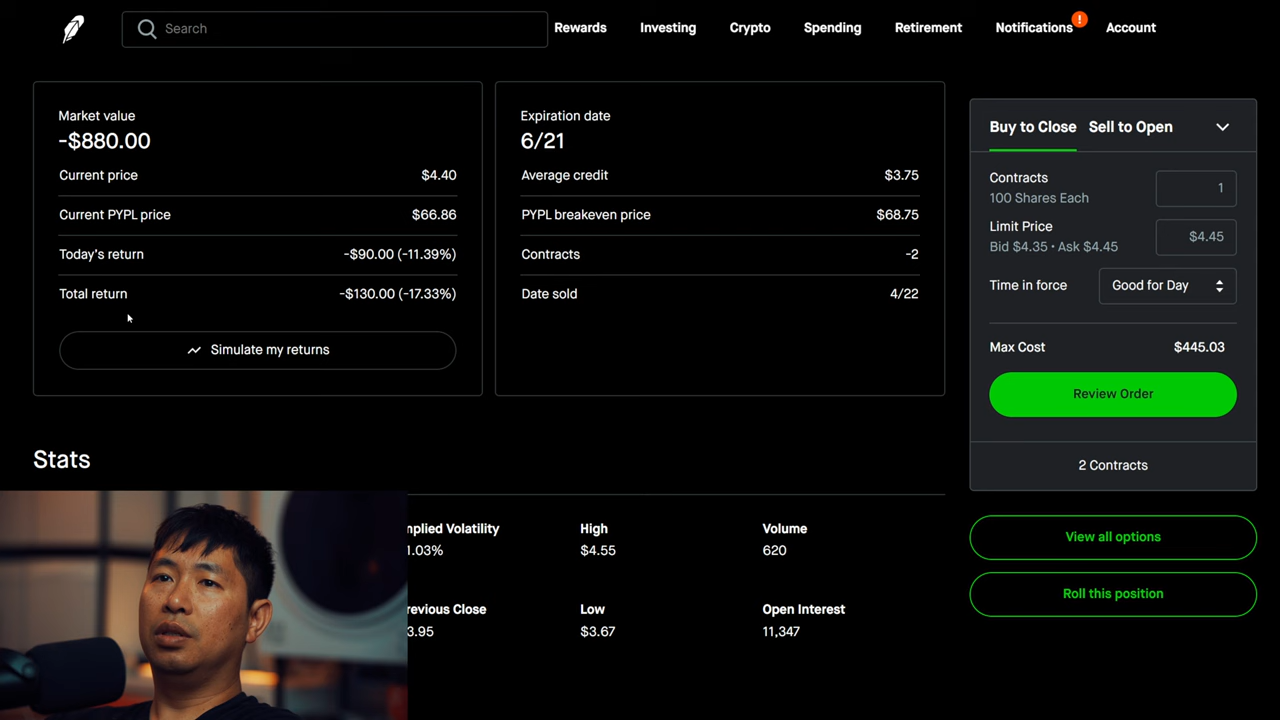 Search
Rewards
Investing
Crypto
Spending
Retirement
Notifications
!
Account
Market value
-$880.00
Current price
$4.40
Current PYPL price
$66.86
Today's return
-$90.00 (-11.39%)
Total return
-$130.00 (-17.33%)
Simulate my returns
Expiration date
6/21
Average credit
$3.75
PYPL breakeven price
$68.75
Contracts
-2
Date sold
4/22
Buy to Close
Sell to Open
Contracts
100 Shares Each
1
Limit Price
Bid $4.35 • Ask $4.45
$4.45
Time in force
Good for Day
Max Cost
$445.03
Review Order
2 Contracts
View all options
Roll this position
Stats
Volatility
High
$4.55
Volume
620
Close
Low
$3.67
Open Interest
11,347